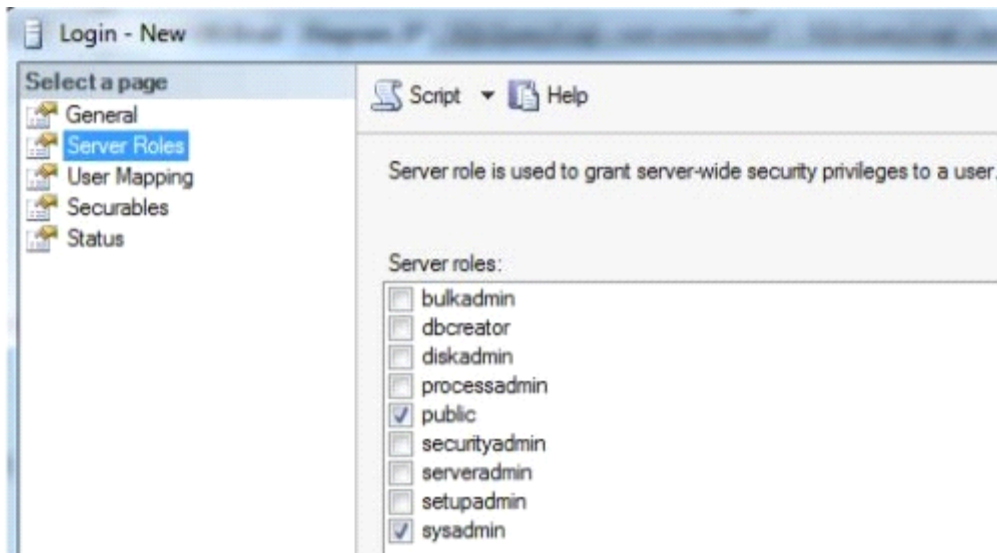 Login - New
Select a page
General
Server Roles
User Mapping
Securables
Status
Script Help
Server role is used to grant server-wide security privileges to a user.
Server roles:
bulkadmin
dbcreator
diskadmin
processadmin
public
securityadmin
serveradmin
setupadmin
sysadmin